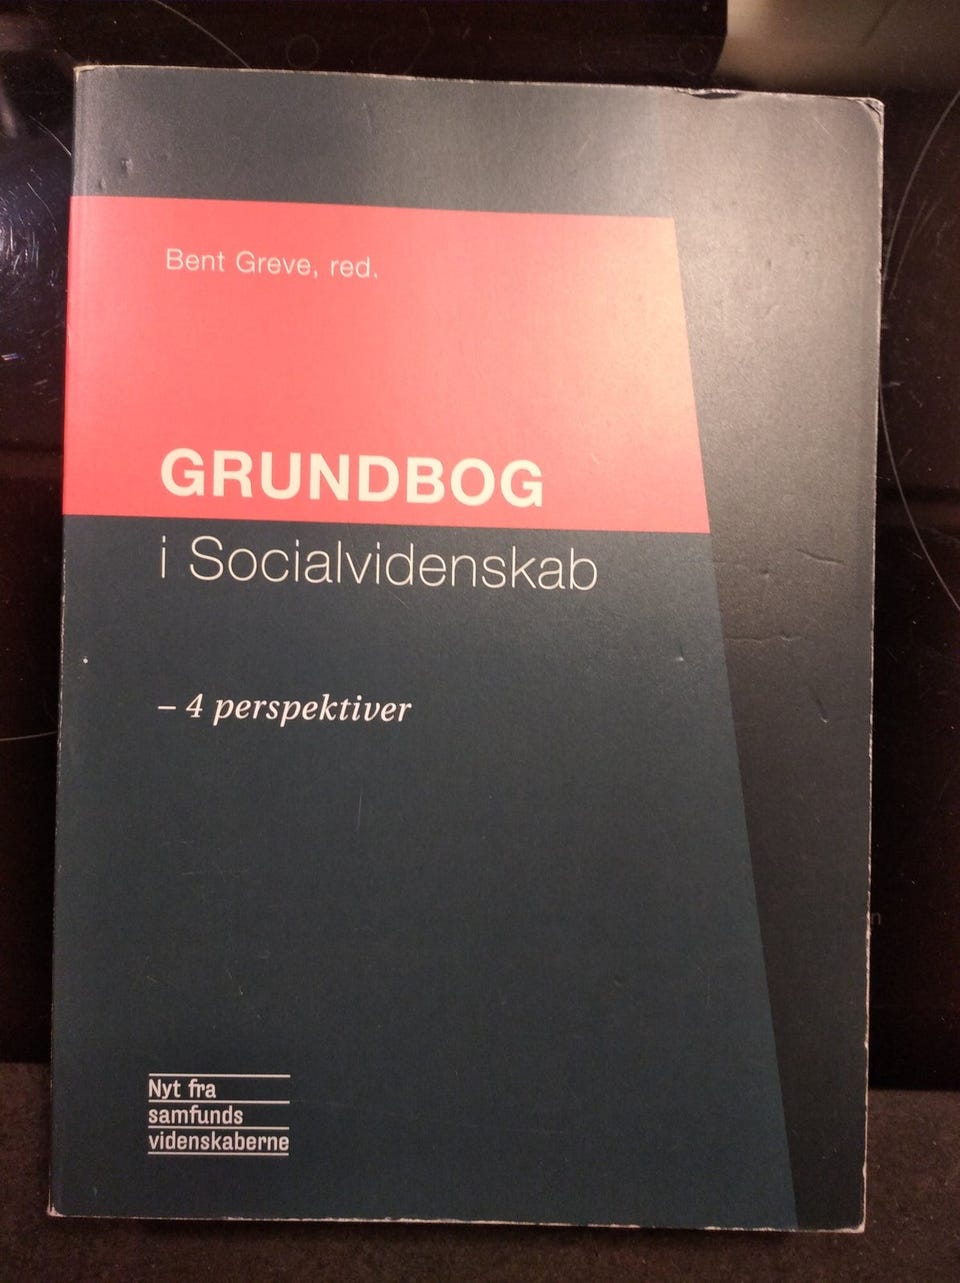 Bent Greve, red.
GRUNDBOG
i Socialvidenskab
– 4 perspektiver
Nyt fra
samfunds
videnskaberne